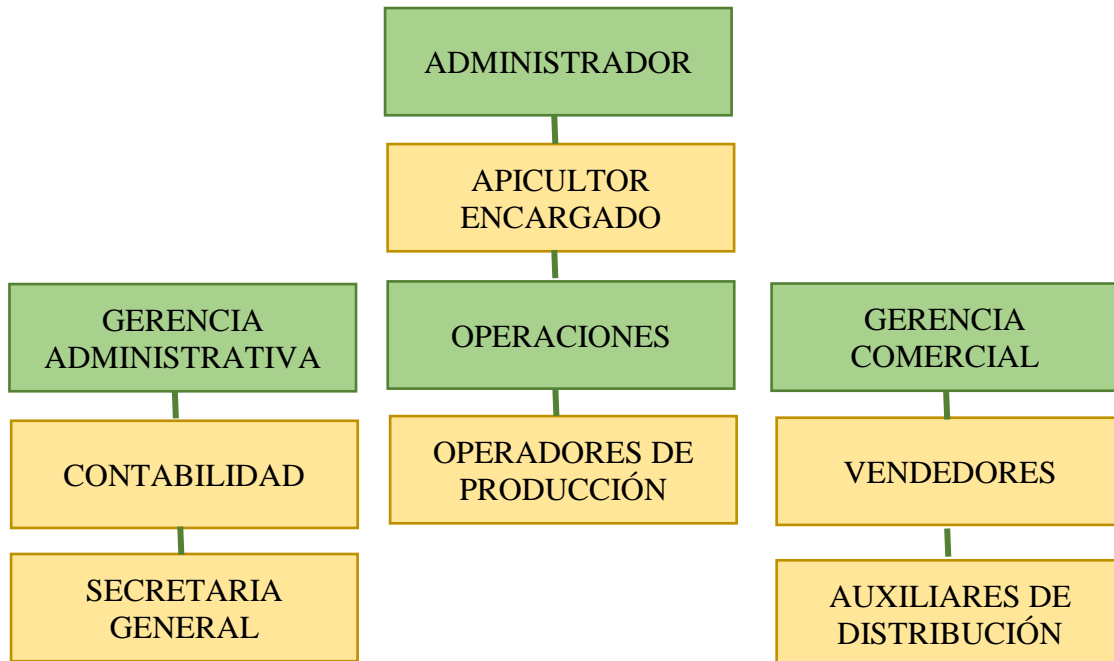 ADMINISTRADOR
APICULTOR
ENCARGADO
GERENCIA
ADMINISTRATIVA
OPERACIONES
GERENCIA
COMERCIAL
CONTABILIDAD
OPERADORES DE
PRODUCCIÓN
VENDEDORES
SECRETARIA
GENERAL
AUXILIARES DE
DISTRIBUCIÓN